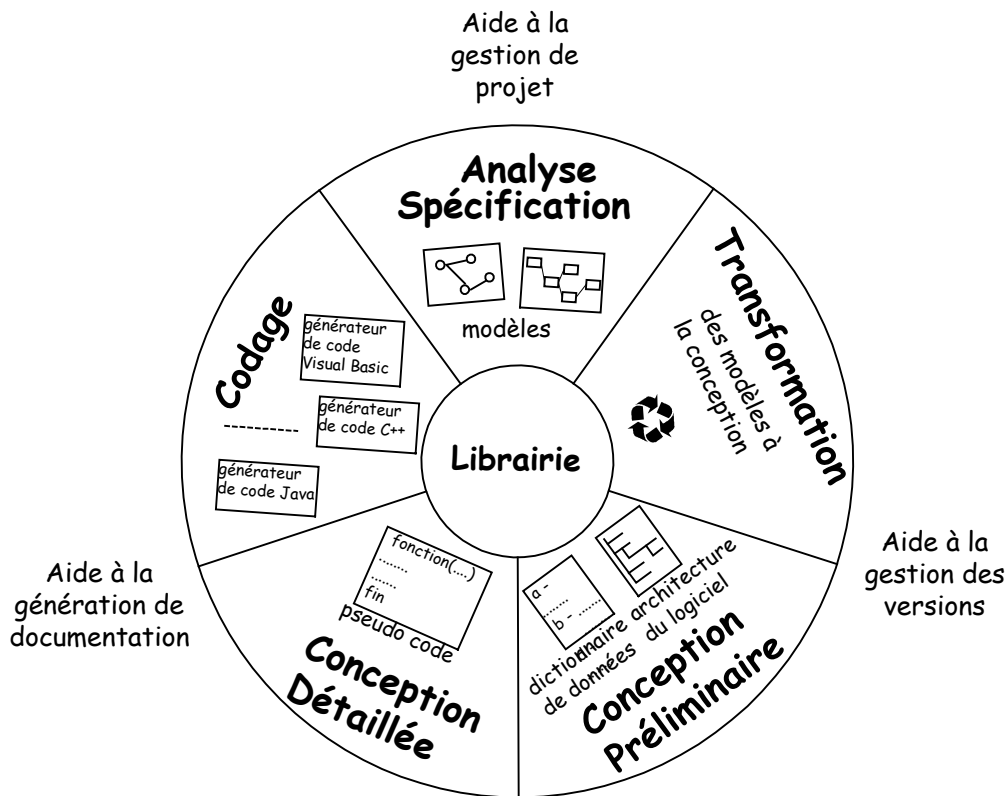 Aide à la
gestion de
projet
Analyse
Spécification
modèles
Transformation
des modèles à
la conception
Librairie
Codage
générateur
de code
Visual Basic
générateur
de code C++
----------
générateur
de code Java
Aide à la
gestion des
versions
Aide à la
génération de
documentation
fonction(...)
.......
......
fin
pseudo code
Conception
Détaillée
a -
.......
b - .......
dictionnaire
de données
architecture
du logiciel
Conception
Préliminaire